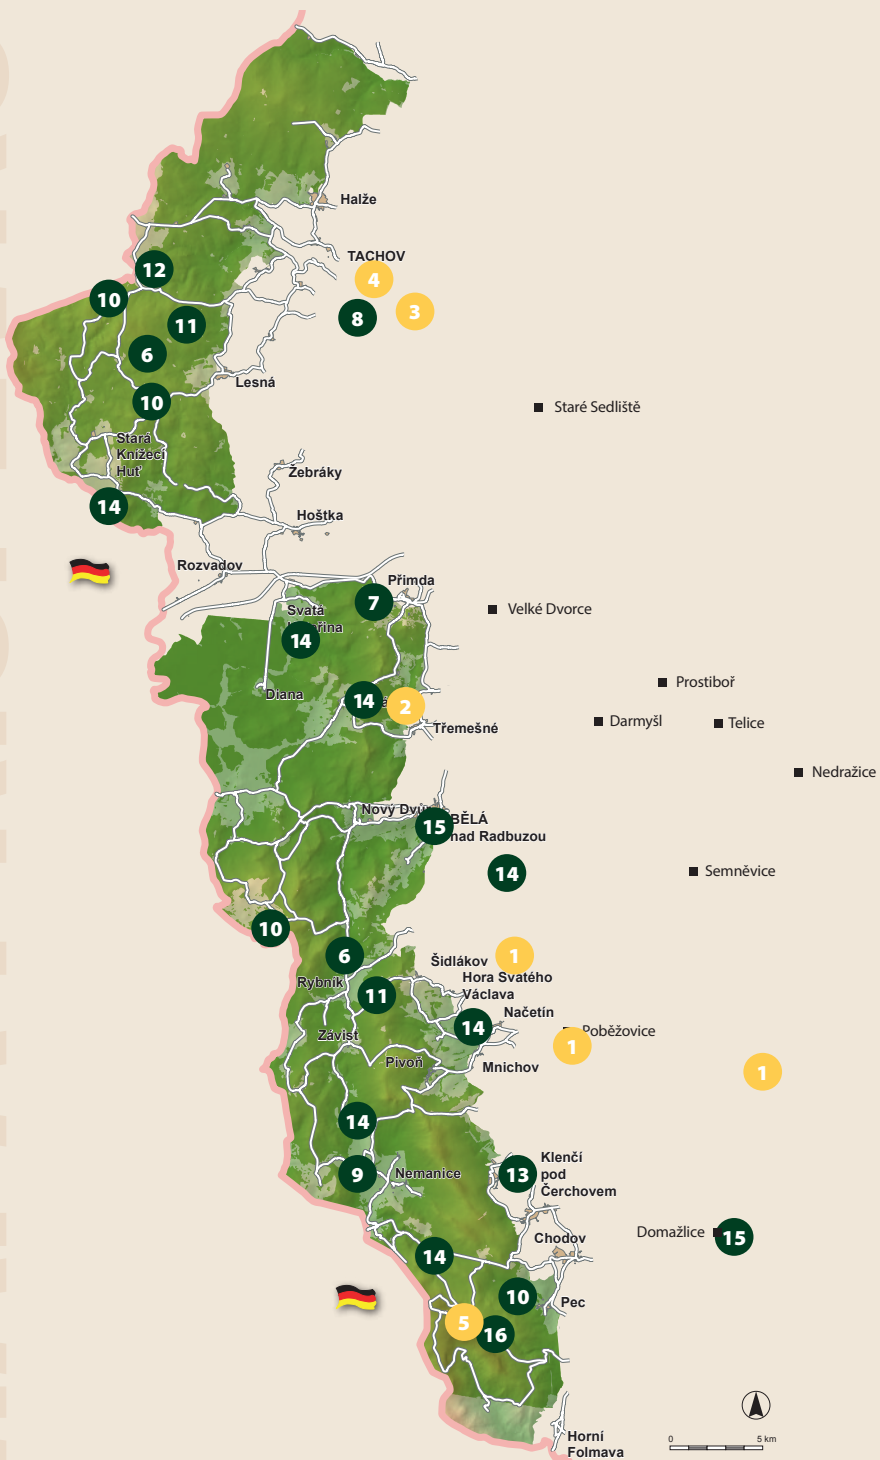 Halže
TACHOV
4
12
10
3
8
11
6
Lesná
10
Staré Sedliště
Stará
Knížecí
Huť
Žebráky
14
Hoštka
Rozvadov
Přimda
7
Svatá
Velké Dvorce
14
Prostiboř
Diana
14
2
Darmyšl
Telice
Třemešné
Nedražice
Nový Dvůr
BĚLÁ
15
nad Radbuzou
14
Semněvice
10
6
1
Šidlákov
Hora Svatého
Václava
Rybník
11
Načetín
14
Závist
Poběžovice
1
Pivoň
Mnichov
1
14
Klenčí
pod
Čerchovem
9
Nemanice
13
Domažlice
15
Chodov
14
10
Pec
5
16
Horní
Folmava
0
5 km